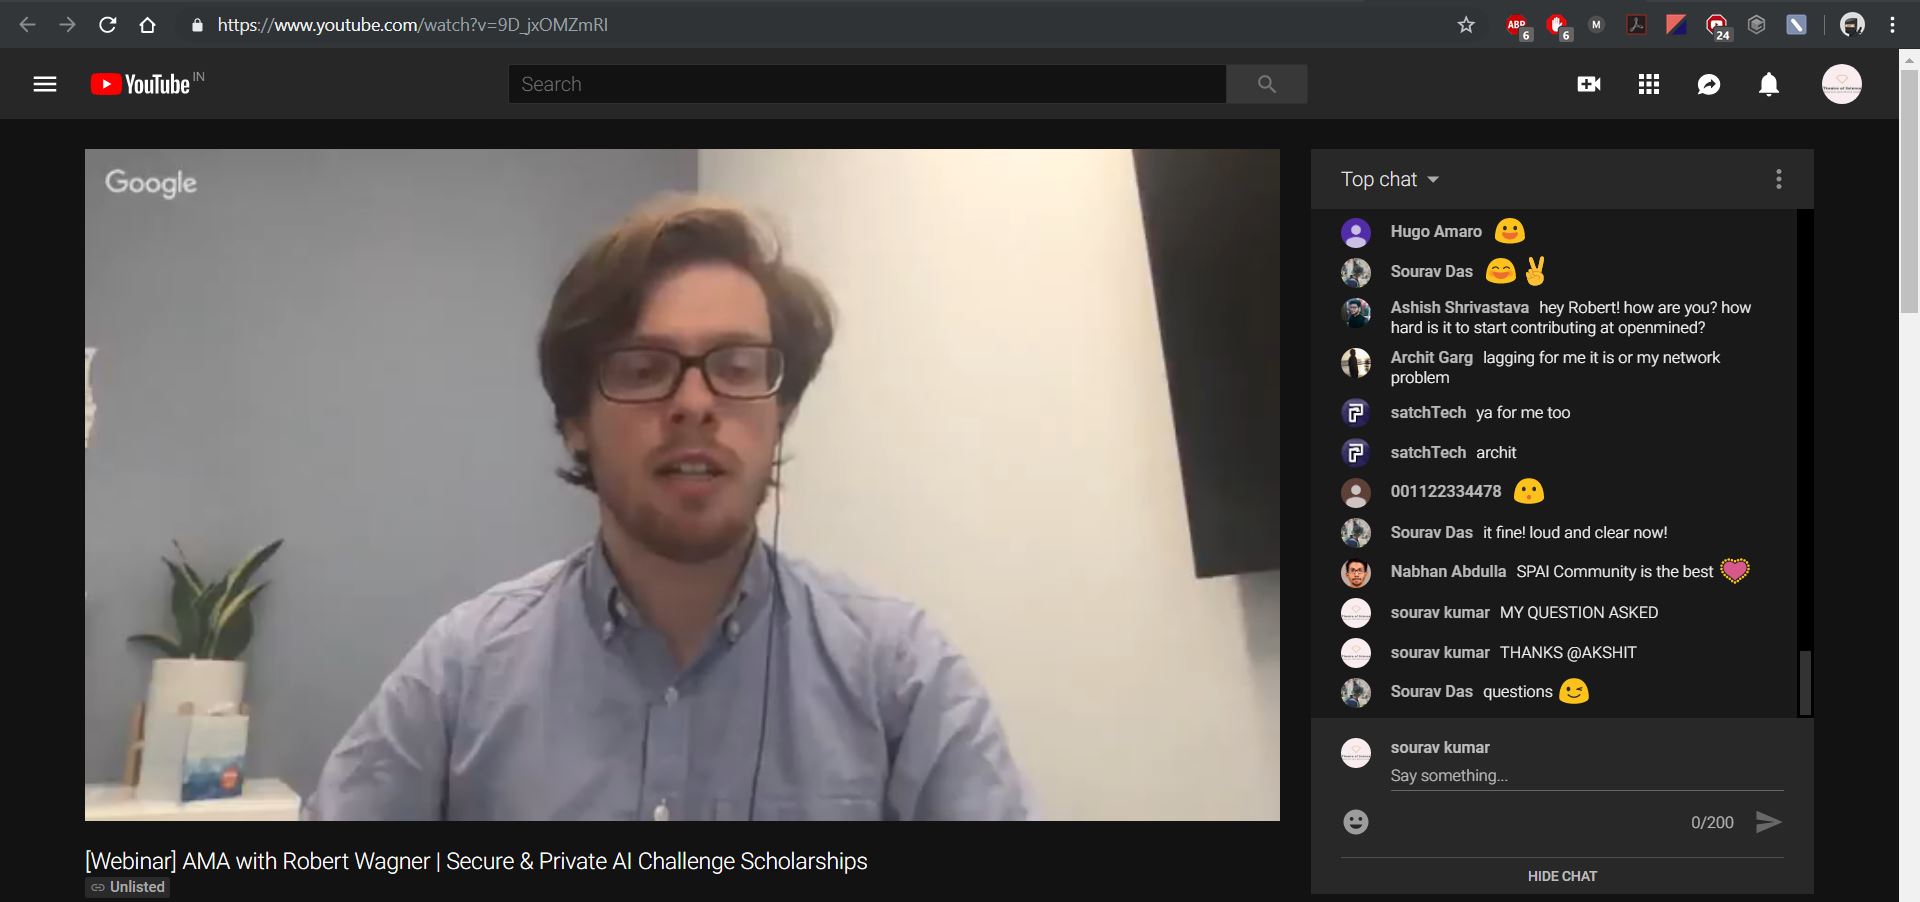 https://www.youtube.com/watch?v=9D_jxOMZmRI
ABP
6
6
M
24
YouTube IN
Search
Google
Top chat
Hugo Amaro
Sourav Das
Ashish Shrivastava hey Robert! how are you? how
hard is it to start contributing at openmined?
Archit Garg lagging for me it is or my network
problem
satchTech ya for me too
satchTech archit
001122334478
Sourav Das it fine! loud and clear now!
Nabhan Abdulla SPAI Community is the best
sourav kumar MY QUESTION ASKED
sourav kumar THANKS @AKSHIT
Sourav Das questions
sourav kumar
Say something...
0/200
HIDE CHAT
[Webinar] AMA with Robert Wagner | Secure & Private AI Challenge Scholarships
Unlisted